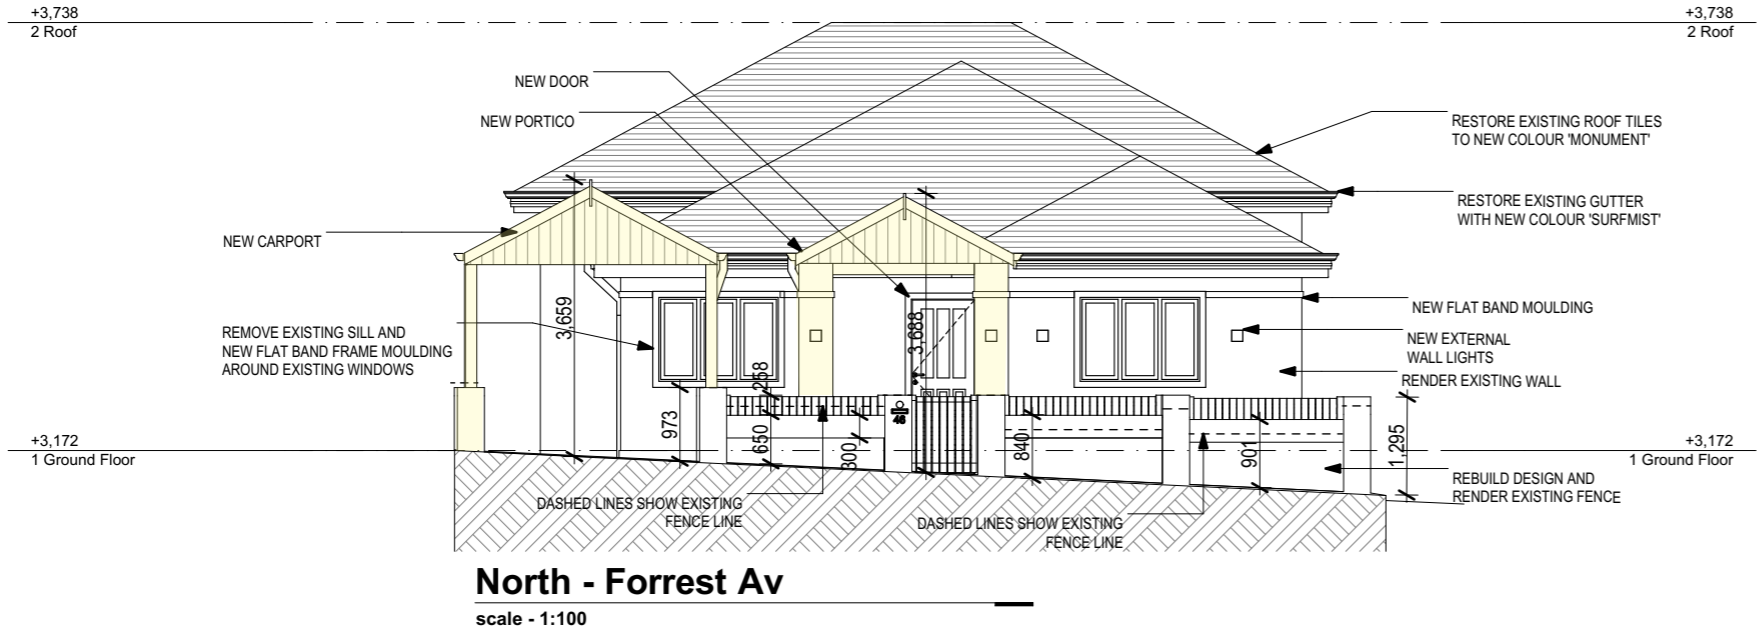 +3,738
2 Roof
+3,738
2 Roof
NEW DOOR
NEW PORTICO
RESTORE EXISTING ROOF TILES
TO NEW COLOUR 'MONUMENT'
RESTORE EXISTING GUTTER
WITH NEW COLOUR 'SURFMIST'
NEW CARPORT
3,659
3,688
NEW FLAT BAND MOULDING
REMOVE EXISTING SILL AND
NEW FLAT BAND FRAME MOULDING
AROUND EXISTING WINDOWS
NEW EXTERNAL
WALL LIGHTS
RENDER EXISTING WALL
258
973
650
300
46
840
901
1,295
+3,172
1 Ground Floor
+3,172
1 Ground Floor
REBUILD DESIGN AND
RENDER EXISTING FENCE
DASHED LINES SHOW EXISTING
FENCE LINE
DASHED LINES SHOW EXISTING
FENCE LINE
North - Forrest Av
scale - 1:100